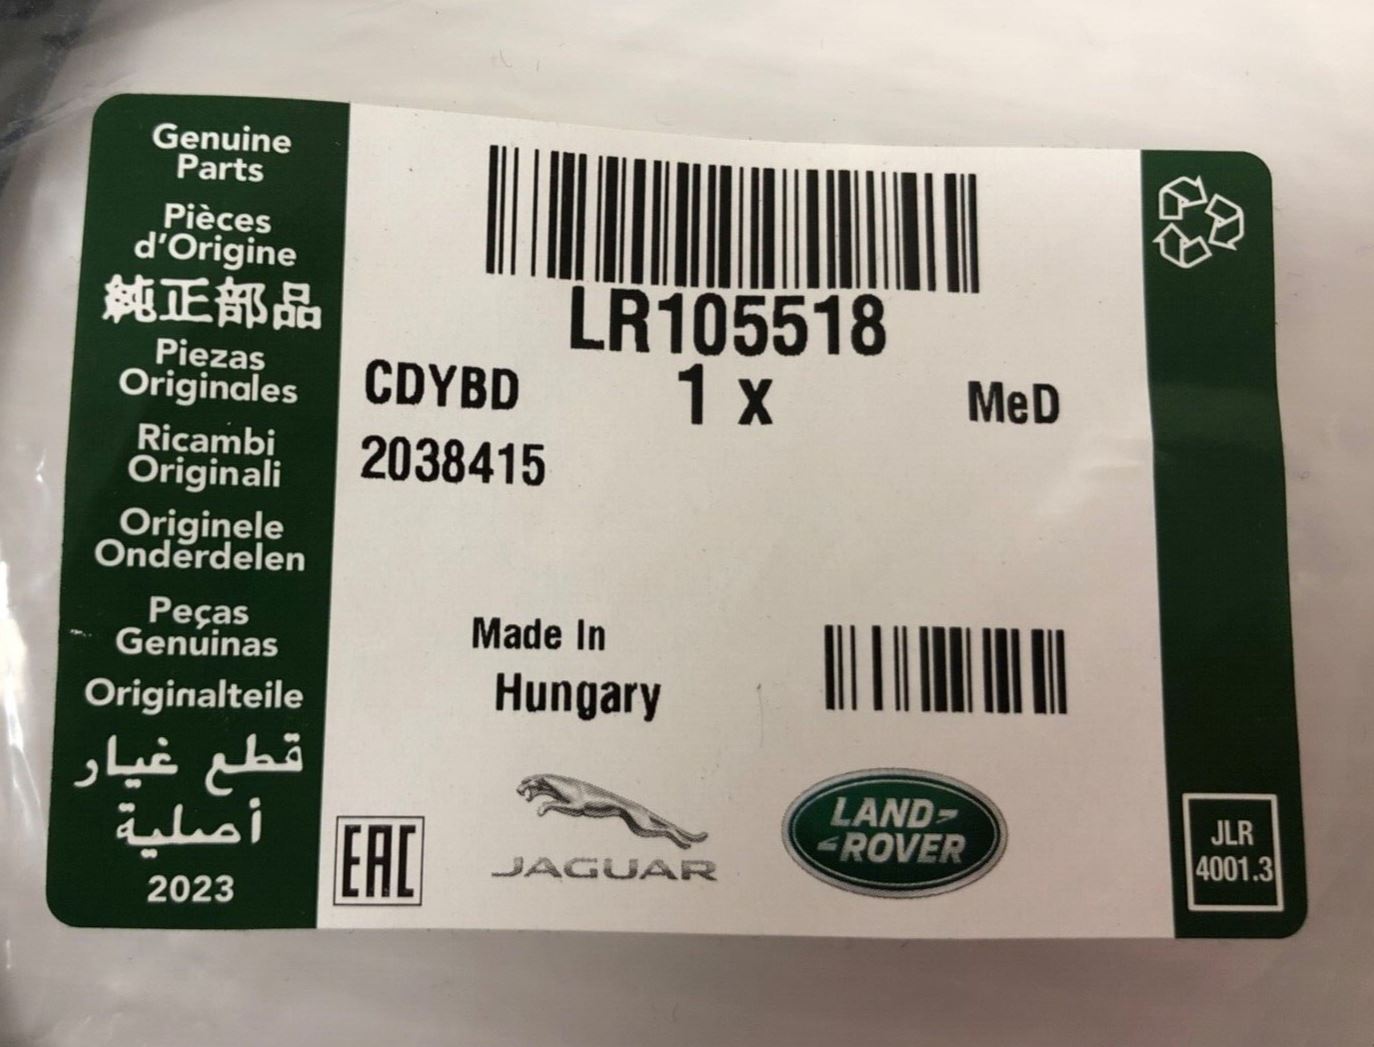 Genuine
Parts
Pièces
d'Origine
純正部品
Piezas
Originales
Ricambi
Originali
Originele
Onderdelen
Peças
Genuinas
Originalteile
قطع غيار
أصلية
2023
LR105518
CDYBD 1 x MeD
2038415
Made In
Hungary
EAC
JAGUAR
LAND-
-ROVER
JLR
4001.3